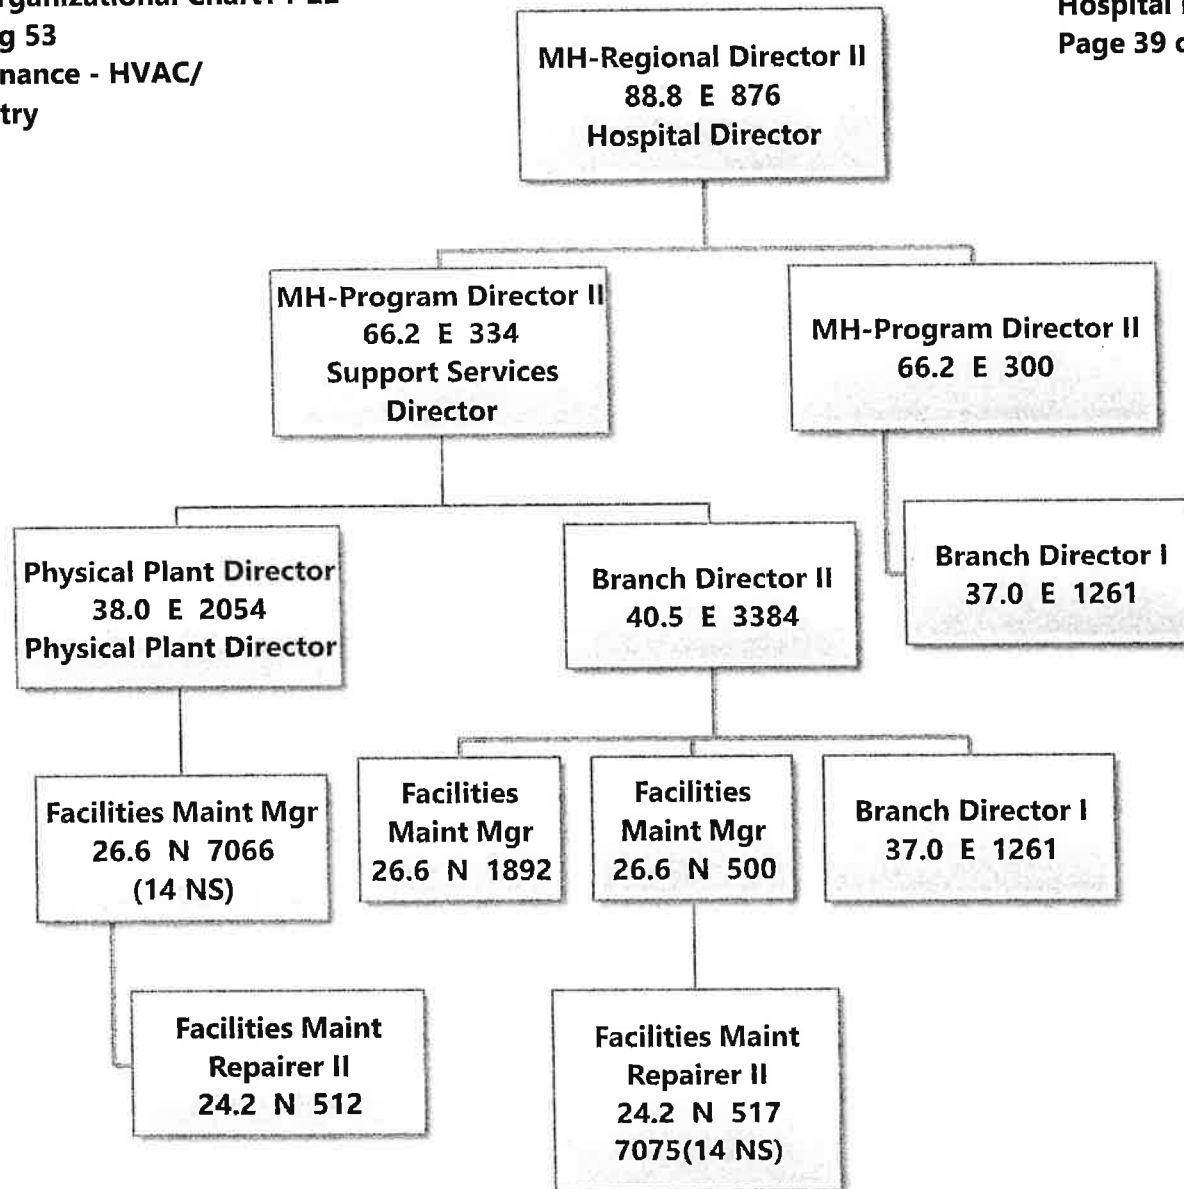 g 53
nance - HVAC/
try
Page 39
MH-Regional Director II
88.8 E 876
Hospital Director
MH-Program Director II
66.2 E 334
Support Services
Director
MH-Program Director II
66.2 E 300
Physical Plant Director
38.0 E 2054
Physical Plant Director
Branch Director II
40.5 E 3384
Branch Director I
37.0 E 1261
Facilities Maint Mgr
26.6 N 7066
(14 NS)
Facilities
Maint Mgr
26.6 N 1892
Facilities
Maint Mgr
26.6 N 500
Branch Director I
37.0 E 1261
Facilities Maint
Repairer II
24.2 N 512
Facilities Maint
Repairer II
24.2 N 517
7075(14 NS)